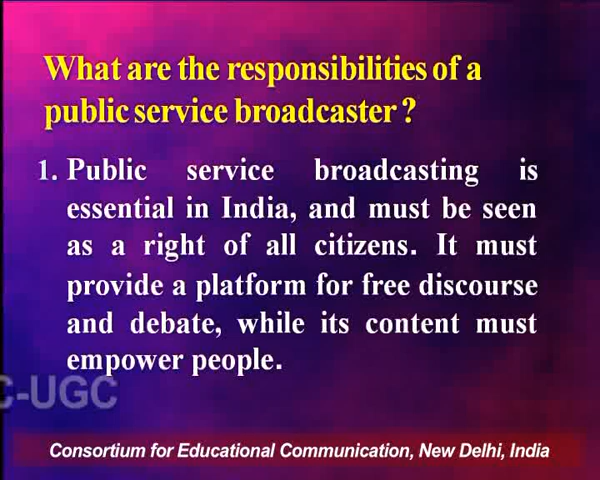 What are the responsibilities of a
public service broadcaster ?
1. Public service broadcasting is
essential in India, and must be seen
as a right of all citizens. It must
provide a platform for free discourse
and debate, while its content must
empower people.
C-UGC
Consortium for Educational Communication, New Delhi, India